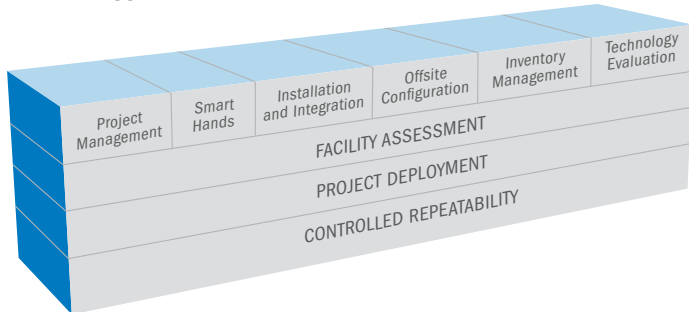 Project
Management
Smart
Hands
Installation
and Integration
Offsite
Configuration
Inventory
Management
Technology
Evaluation
FACILITY ASSESSMENT
PROJECT DEPLOYMENT
CONTROLLED REPEATABILITY